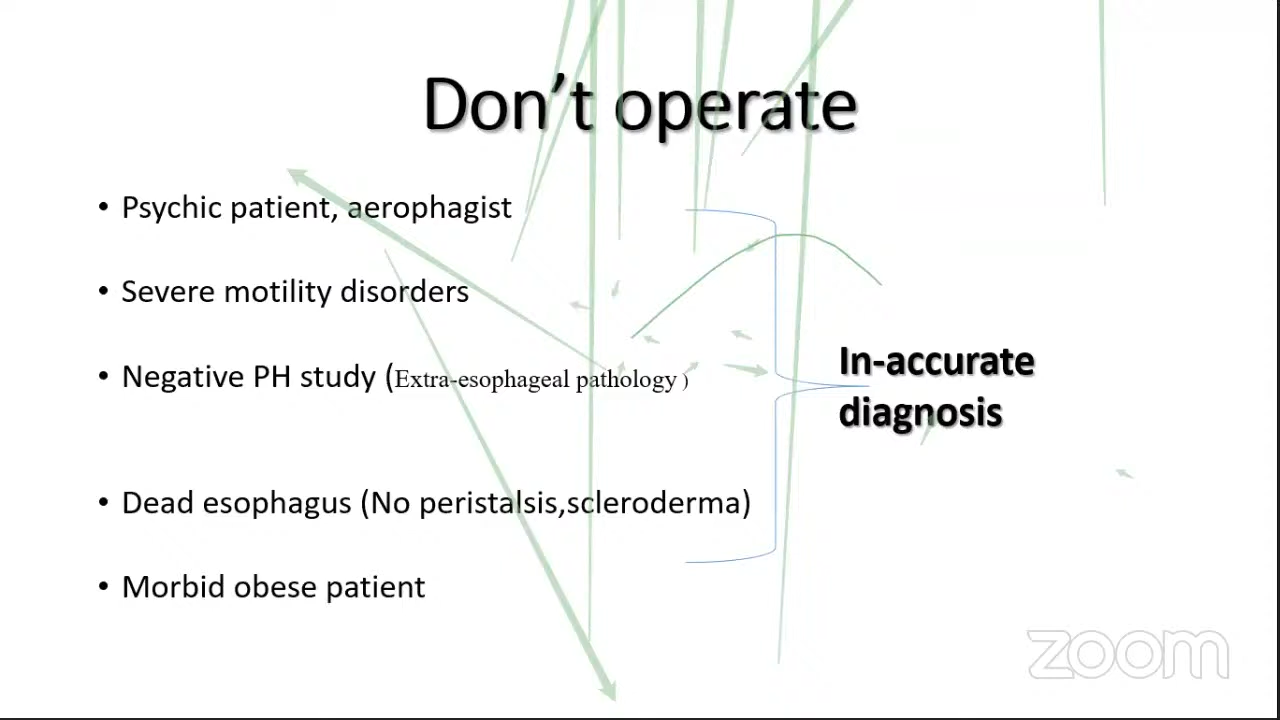 Don't operate
• Psychic patient, aerophagist
• Severe motility disorders
• Negative PH study (Extra-esophageal pathology )
• Dead esophagus (No peristalsis,scleroderma)
• Morbid obese patient
In-accurate
diagnosis
zoom